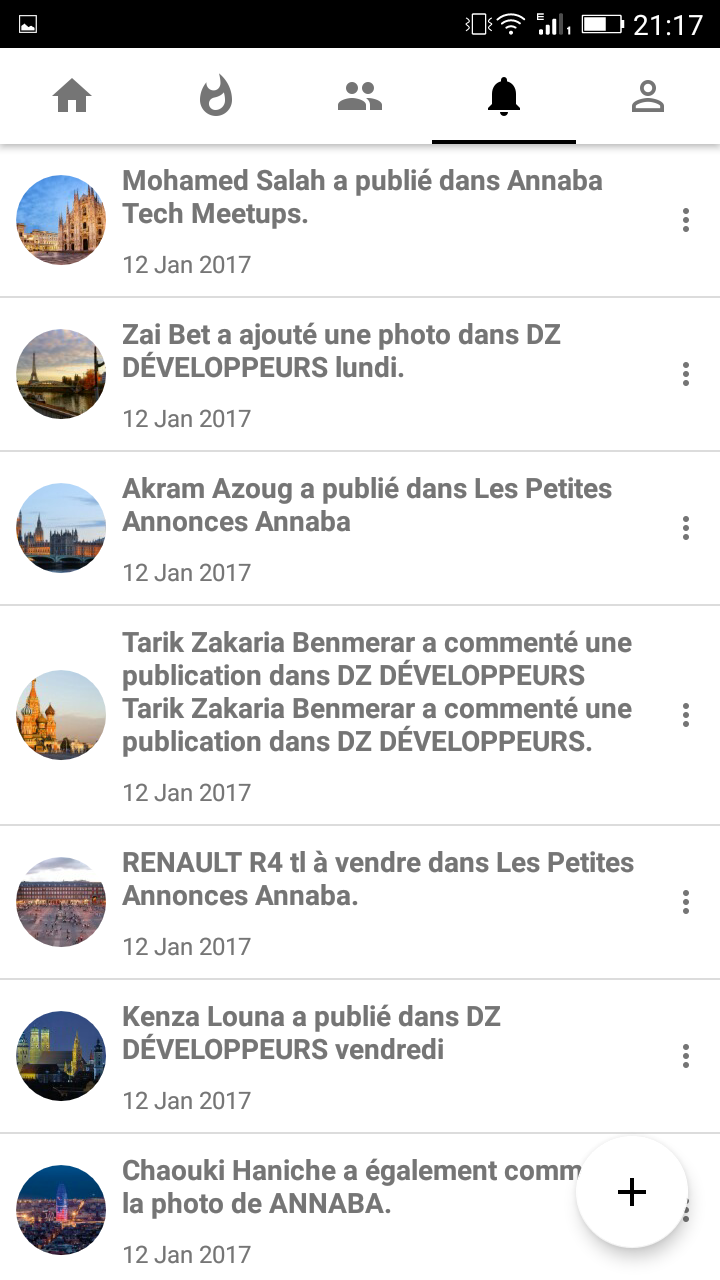 E 1 21:17
Mohamed Salah a publié dans Annaba
Tech Meetups.
12 Jan 2017
Zai Bet a ajouté une photo dans DZ
DÉVELOPPEURS lundi.
12 Jan 2017
Akram Azoug a publié dans Les Petites
Annonces Annaba
12 Jan 2017
Tarik Zakaria Benmerar a commenté une
publication dans DZ DÉVELOPPEURS
Tarik Zakaria Benmerar a commenté une
publication dans DZ DÉVELOPPEURS.
12 Jan 2017
RENAULT R4 tl à vendre dans Les Petites
Annonces Annaba.
12 Jan 2017
Kenza Louna a publié dans DZ
DÉVELOPPEURS vendredi
12 Jan 2017
Chaouki Haniche a également comm
la photo de ANNABA.
12 Jan 2017